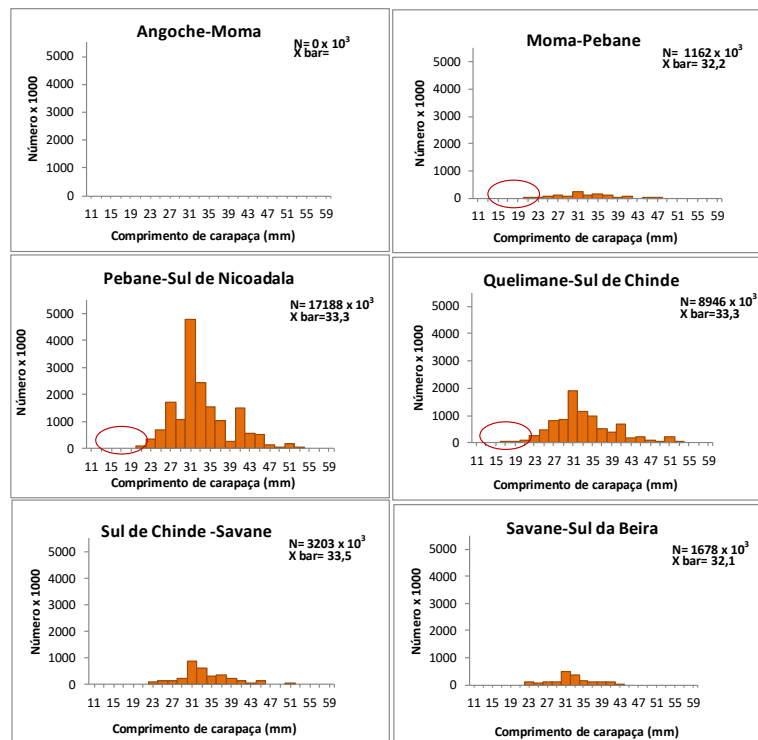 Angoche-Moma
N= 0 x 10³
X bar=
Número x 1000
5000
4000
3000
2000
1000
0
11 15 19 23 27 31 35 39 43 47 51 55 59
Comprimento de carapaça (mm)
Moma-Pebane
N= 1162 x 10³
X bar= 32,2
Número x 1000
5000
4000
3000
2000
1000
0
11 15 19 23 27 31 35 39 43 47 51 55 59
Comprimento de carapaça (mm)
Pebane-Sul de Nicoadala
N= 17188 x 10³
X bar=33,3
Número x 1000
5000
4000
3000
2000
1000
0
11 15 19 23 27 31 35 39 43 47 51 55 59
Comprimento de carapaça (mm)
Quelimane-Sul de Chinde
N= 8946 x 10³
X bar=33,3
Número x 1000
5000
4000
3000
2000
1000
0
11 15 19 23 27 31 35 39 43 47 51 55 59
Comprimento de carapaça (mm)
Sul de Chinde -Savane
N= 3203 x 10³
X bar= 33,5
Número x 1000
5000
4000
3000
2000
1000
0
11 15 19 23 27 31 35 39 43 47 51 55 59
Comprimento de carapaça (mm)
Savane-Sul da Beira
N= 1678 x 10³
X bar= 32,1
Número x 1000
5000
4000
3000
2000
1000
0
11 15 19 23 27 31 35 39 43 47 51 55 59
Comprimento de carapaça (mm)